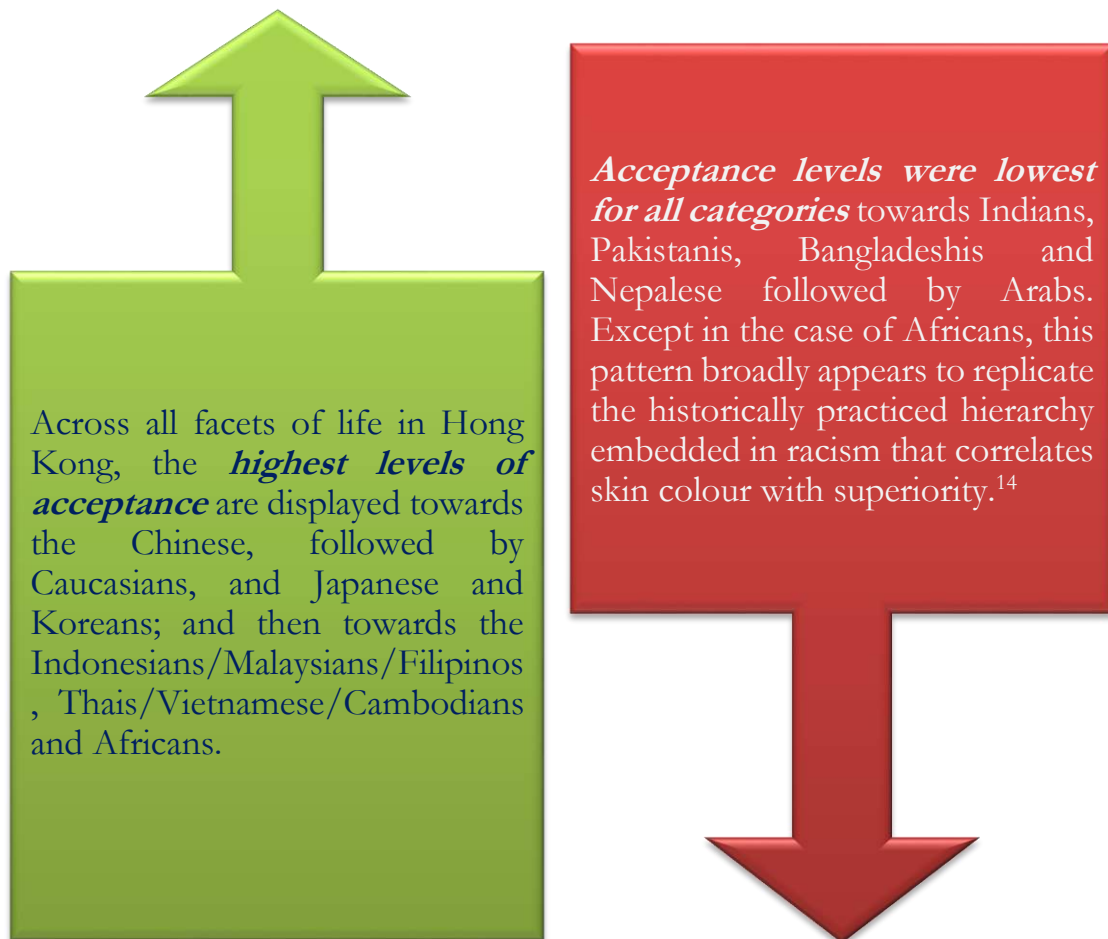 Across all facets of life in Hong
Kong, the highest levels of
acceptance are displayed towards
the Chinese, followed by
Caucasians, and Japanese and
Koreans; and then towards the
Indonesians/Malaysians/Filipinos
, Thais/Vietnamese/Cambodians
and Africans.
Acceptance levels were lowest
for all categories towards Indians,
Pakistanis, Bangladeshis and
Nepalese followed by Arabs.
Except in the case of Africans, this
pattern broadly appears to replicate
the historically practiced hierarchy
embedded in racism that correlates
skin colour with superiority.14